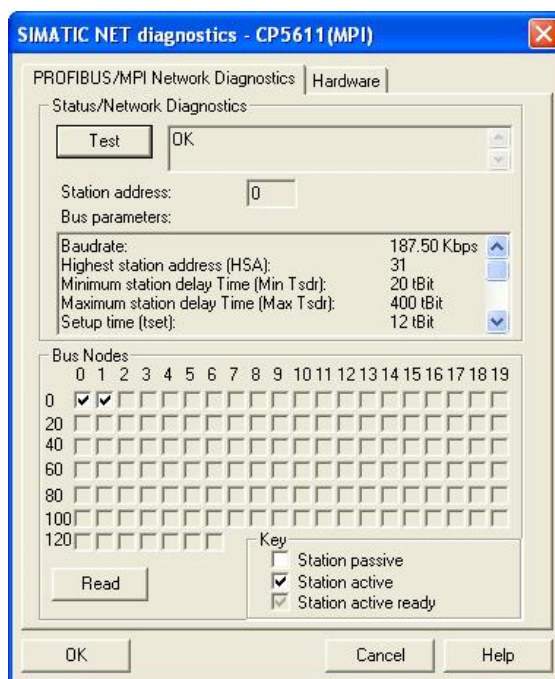 SIMATIC NET diagnostics - CP5611(MPI)
PROFIBUS/MPI Network Diagnostics Hardware
Status/Network Diagnostics
Test OK
Station address: 0
Bus parameters:
Baudrate: 187.50 Kbps
Highest station address (HSA): 31
Minimum station delay Time (Min Tsdr): 20 tBit
Maximum station delay Time (Max Tsdr): 400 tBit
Setup time (tset): 12 tBit
Bus Nodes
0 1 2 3 4 5 6 7 8 9 10 11 12 13 14 15 16 17 18 19
0
20
40
60
80
100
120
Key
Station passive
Read Station active
Station active ready
OK Cancel Help